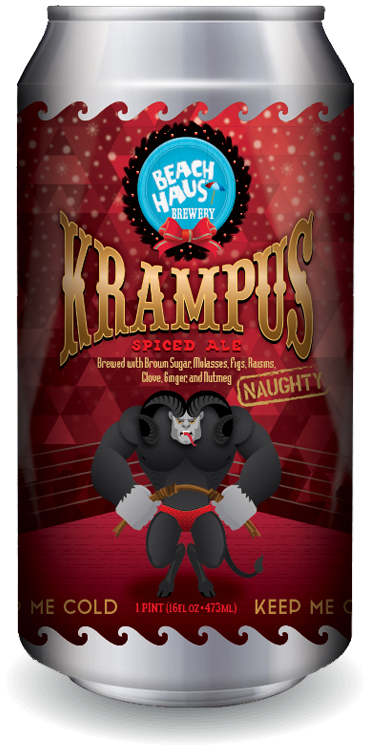 BEACH
HAUS
BREWERY
KRAMPUS
SPICED ALE
Brewed with Brown Sugar, Molasses, Figs, Raisins,
Clove, Ginger, and Nutmeg
NAUGHTY
ME COLD 1 PINT (16FL OZ • 473ML) KEEP ME